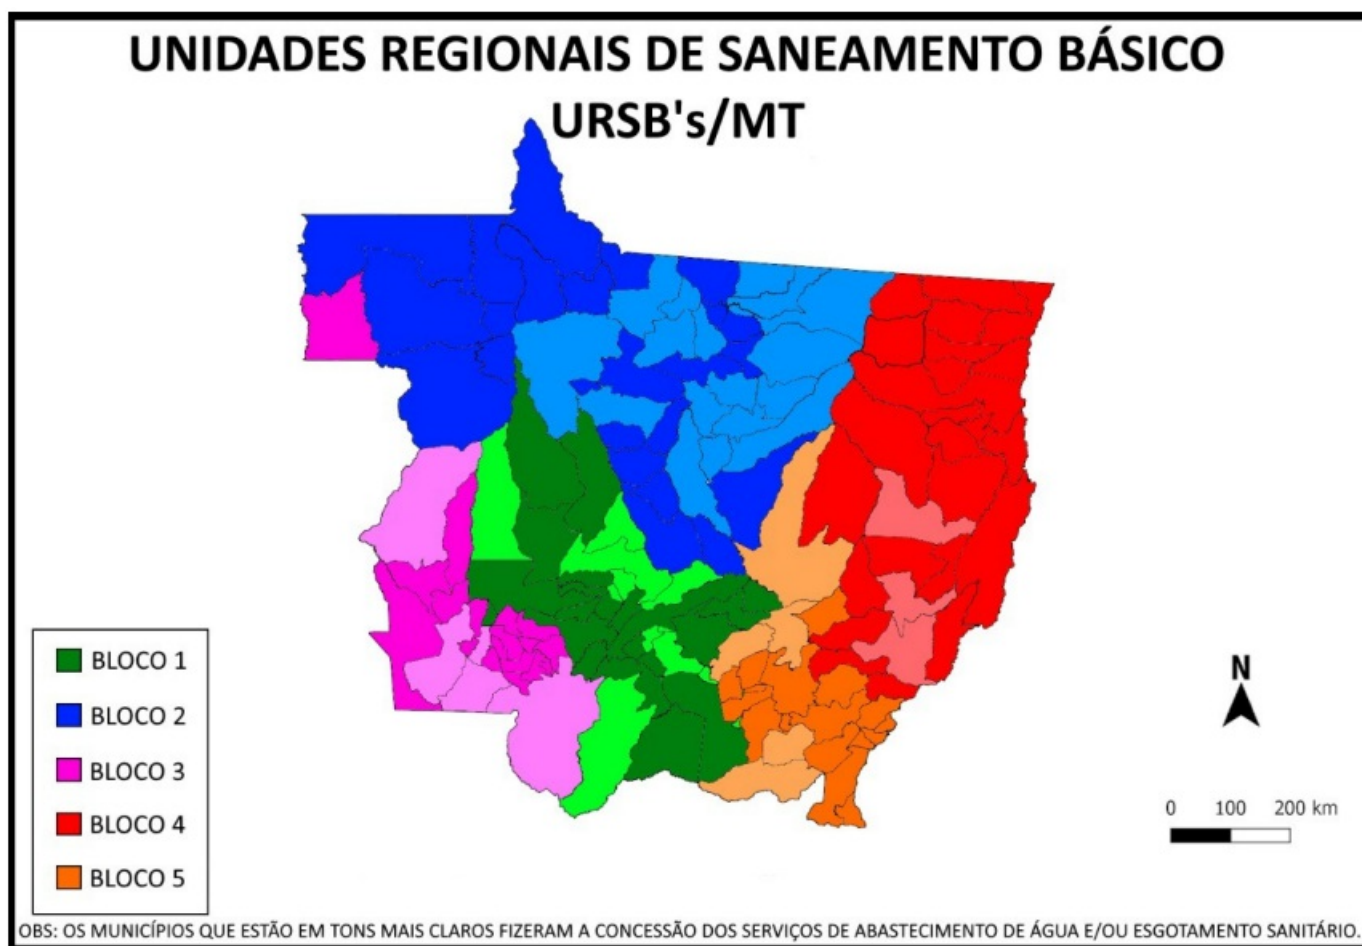 UNIDADES REGIONAIS DE SANEAMENTO BÁSICO
URSB's/MT
BLOCO 1
BLOCO 2
BLOCO 3
BLOCO 4
BLOCO 5
N
0 100 200 km
OBS: OS MUNICÍPIOS QUE ESTÃO EM TONS MAIS CLAROS FIZERAM A CONCESSÃO DOS SERVIÇOS DE ABASTECIMENTO DE ÁGUA E/OU ESGOTAMENTO SANITÁRIO.